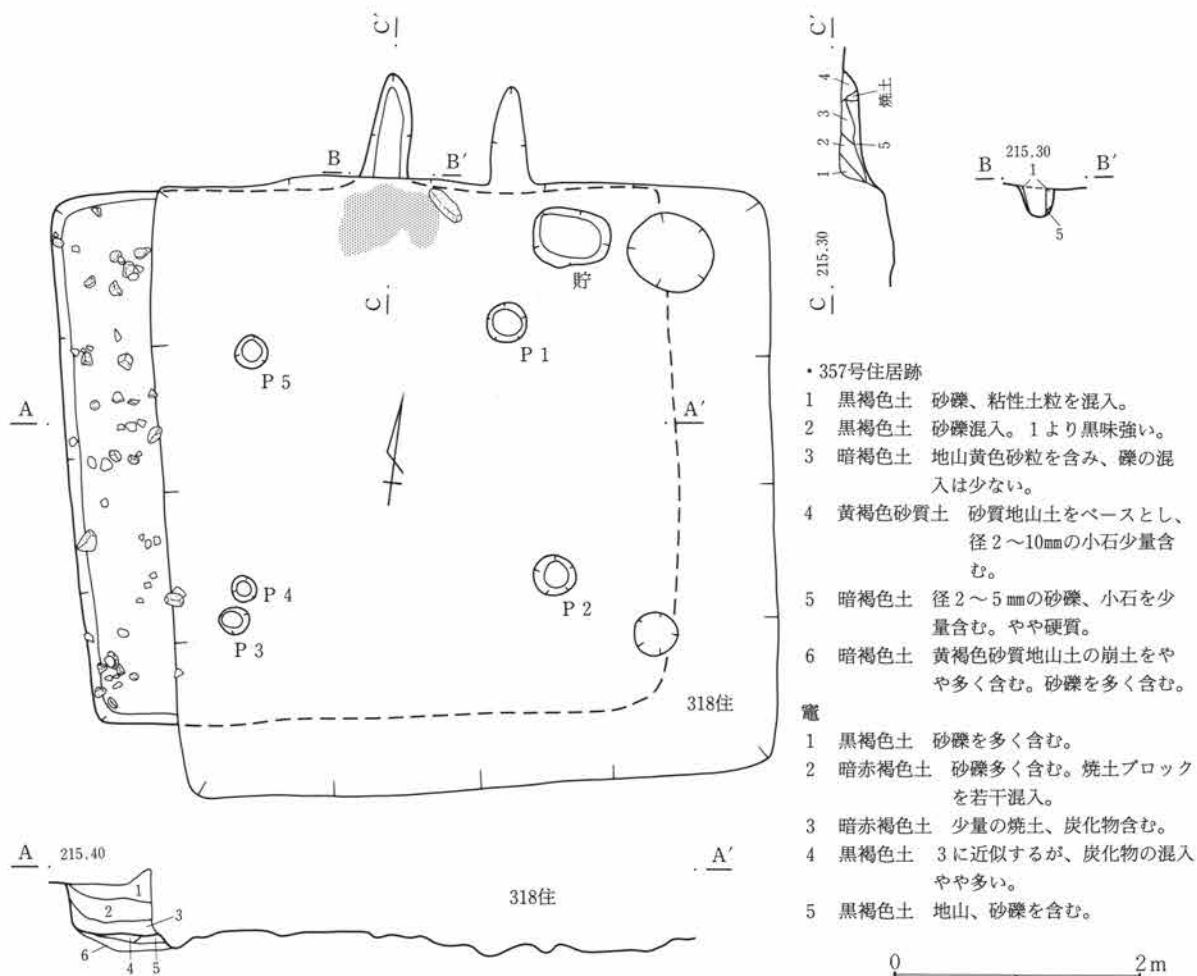 C′
B
B′
貯
C
P 1
P 5
A
A′
P 4
P 3
P 2
318住
A
215.40
A′
1
2
3
318住
6
4
5
C′
4
焼土
3
2
5
1
C
215.30
B
215.30
B′
1
5
・357号住居跡
1 黒褐色土 砂礫、粘性土粒を混入。
2 黒褐色土 砂礫混入。1より黒味強い。
3 暗褐色土 地山黄色砂粒を含み、礫の混
入は少ない。
4 黄褐色砂質土 砂質地山土をベースとし、
径2～10㎜の小石少量含
む。
5 暗褐色土 径2～5㎜の砂礫、小石を少
量含む。やや硬質。
6 暗褐色土 黄褐色砂質地山土の崩土をや
や多く含む。砂礫を多く含む。
竈
1 黒褐色土 砂礫を多く含む。
2 暗赤褐色土 砂礫多く含む。焼土ブロック
を若干混入。
3 暗赤褐色土 少量の焼土、炭化物含む。
4 黒褐色土 3に近似するが、炭化物の混入
やや多い。
5 黒褐色土 地山、砂礫を含む。
0 2m